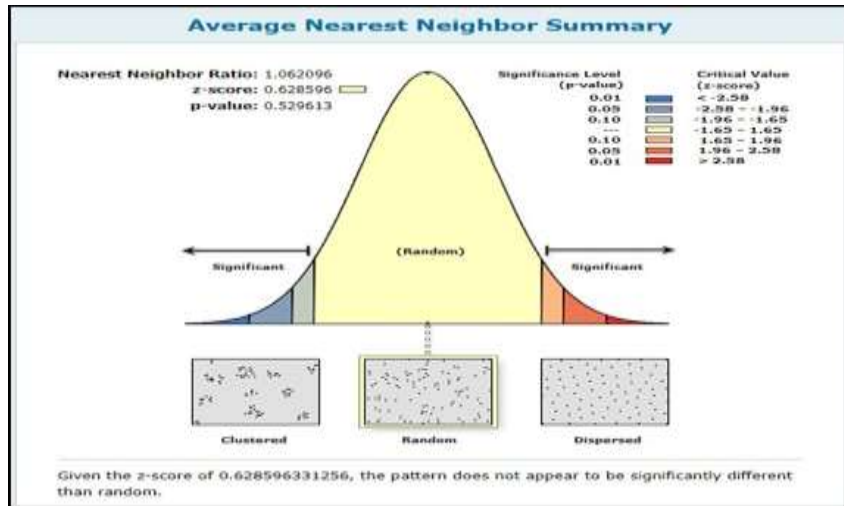 Average Nearest Neighbor Summary
Nearest Neighbor Ratio: 1.062096
z-score: 0.628596
p-value: 0.529613
Significance Level (p-value)
Critical Value (z-score)
0.01 < -2.58
0.05 -2.58 - -1.96
0.10 -1.96 - -1.65
--- -1.65 - 1.65
0.10 1.65 - 1.96
0.05 1.96 - 2.58
0.01 > 2.58
Significant
(Random)
Significant
Clustered
Random
Dispersed
Given the z-score of 0.628596331256, the pattern does not appear to be significantly different
than random.